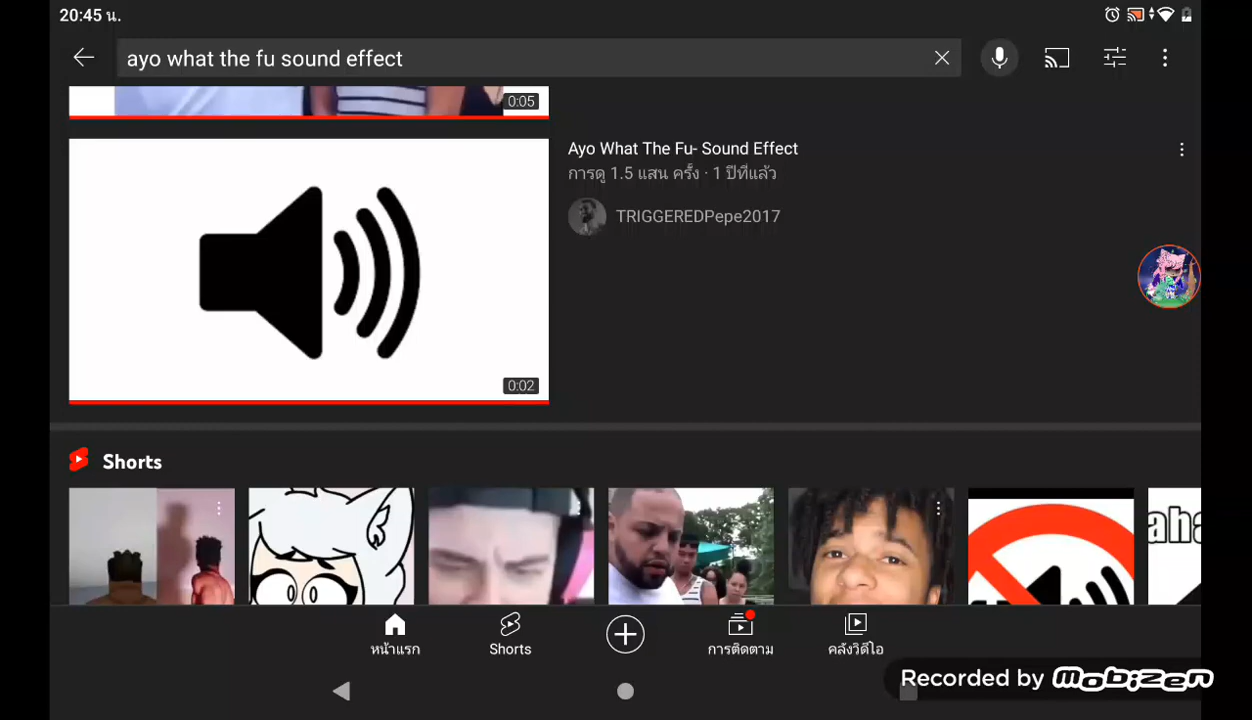 20:45 น.
ayo what the fu sound effect
0:05
Ayo What The Fu- Sound Effect
การดู 1.5 แสน ครั้ง · 1 ปีที่แล้ว
TRIGGEREDPepe2017
0:02
Shorts
aha
หน้าแรก
Shorts
การติดตาม
คลังวิดีโอ
Recorded by Mobizen